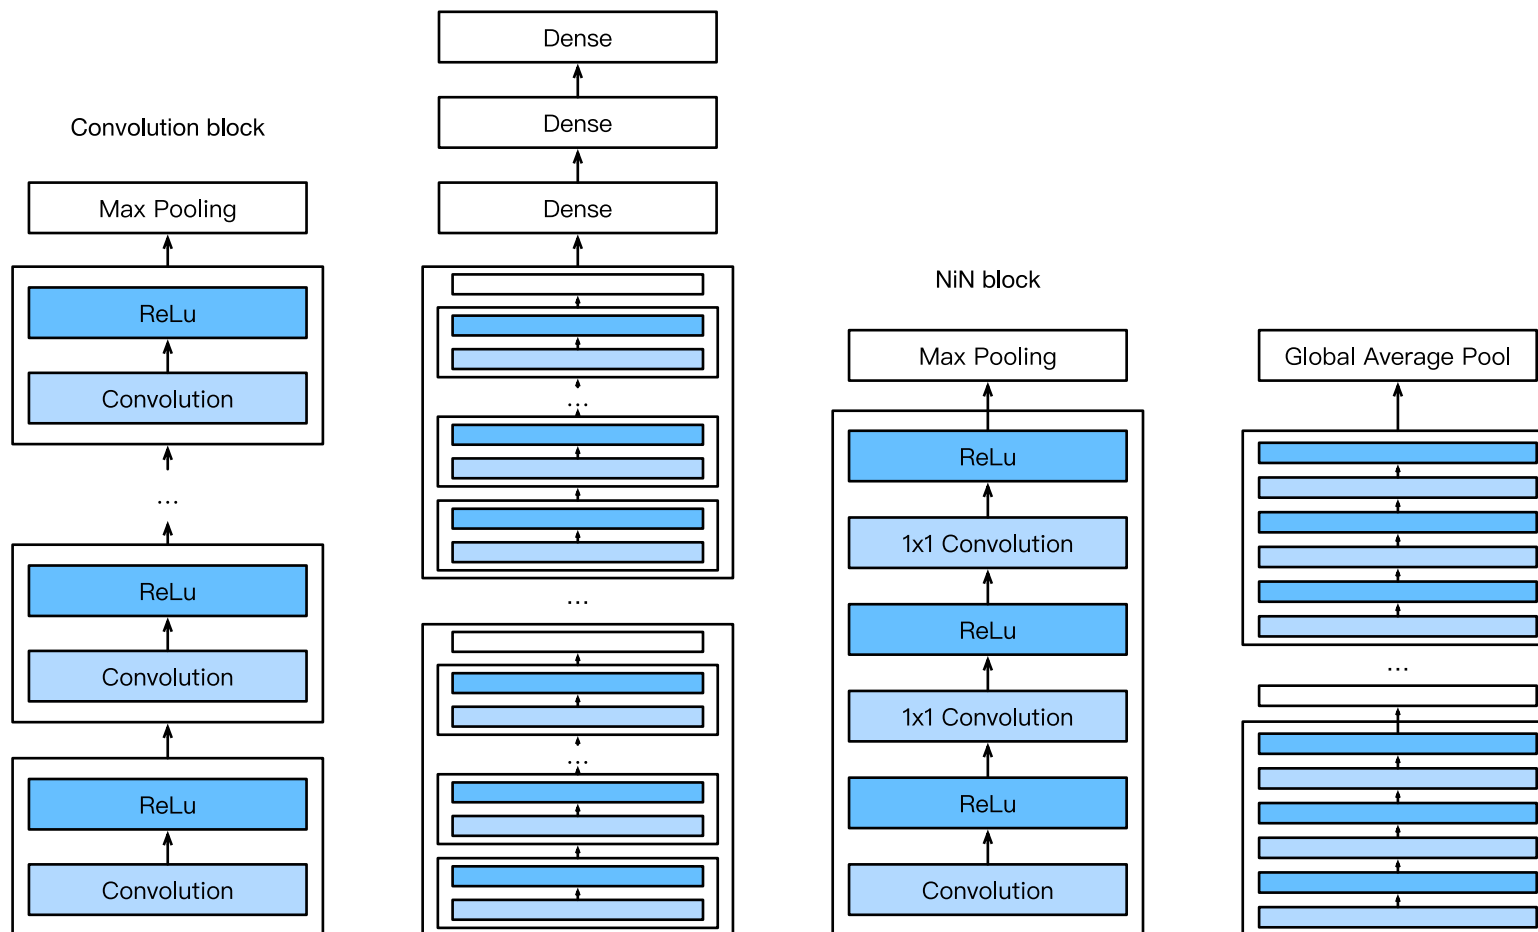 Convolution block
Max Pooling
ReLu
Convolution
...
ReLu
Convolution
ReLu
Convolution
Dense
Dense
Dense
...
...
...
NiN block
Max Pooling
ReLu
1x1 Convolution
ReLu
1x1 Convolution
ReLu
Convolution
Global Average Pool
...